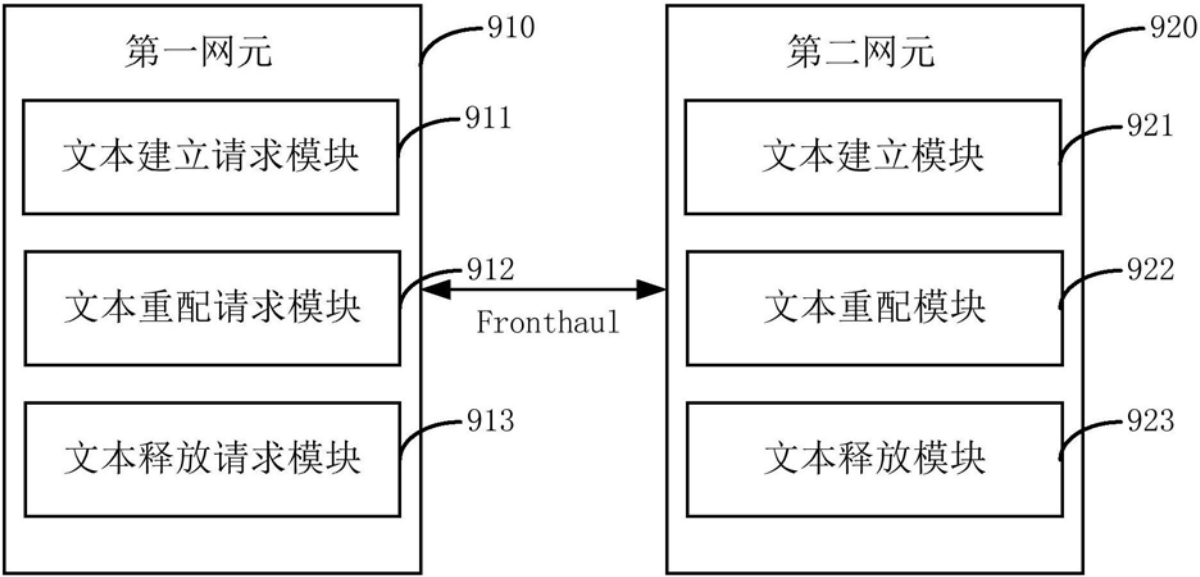 第一网元
910
文本建立请求模块
911
文本重配请求模块
912
文本释放请求模块
913
Fronthaul
第二网元
920
文本建立模块
921
文本重配模块
922
文本释放模块
923